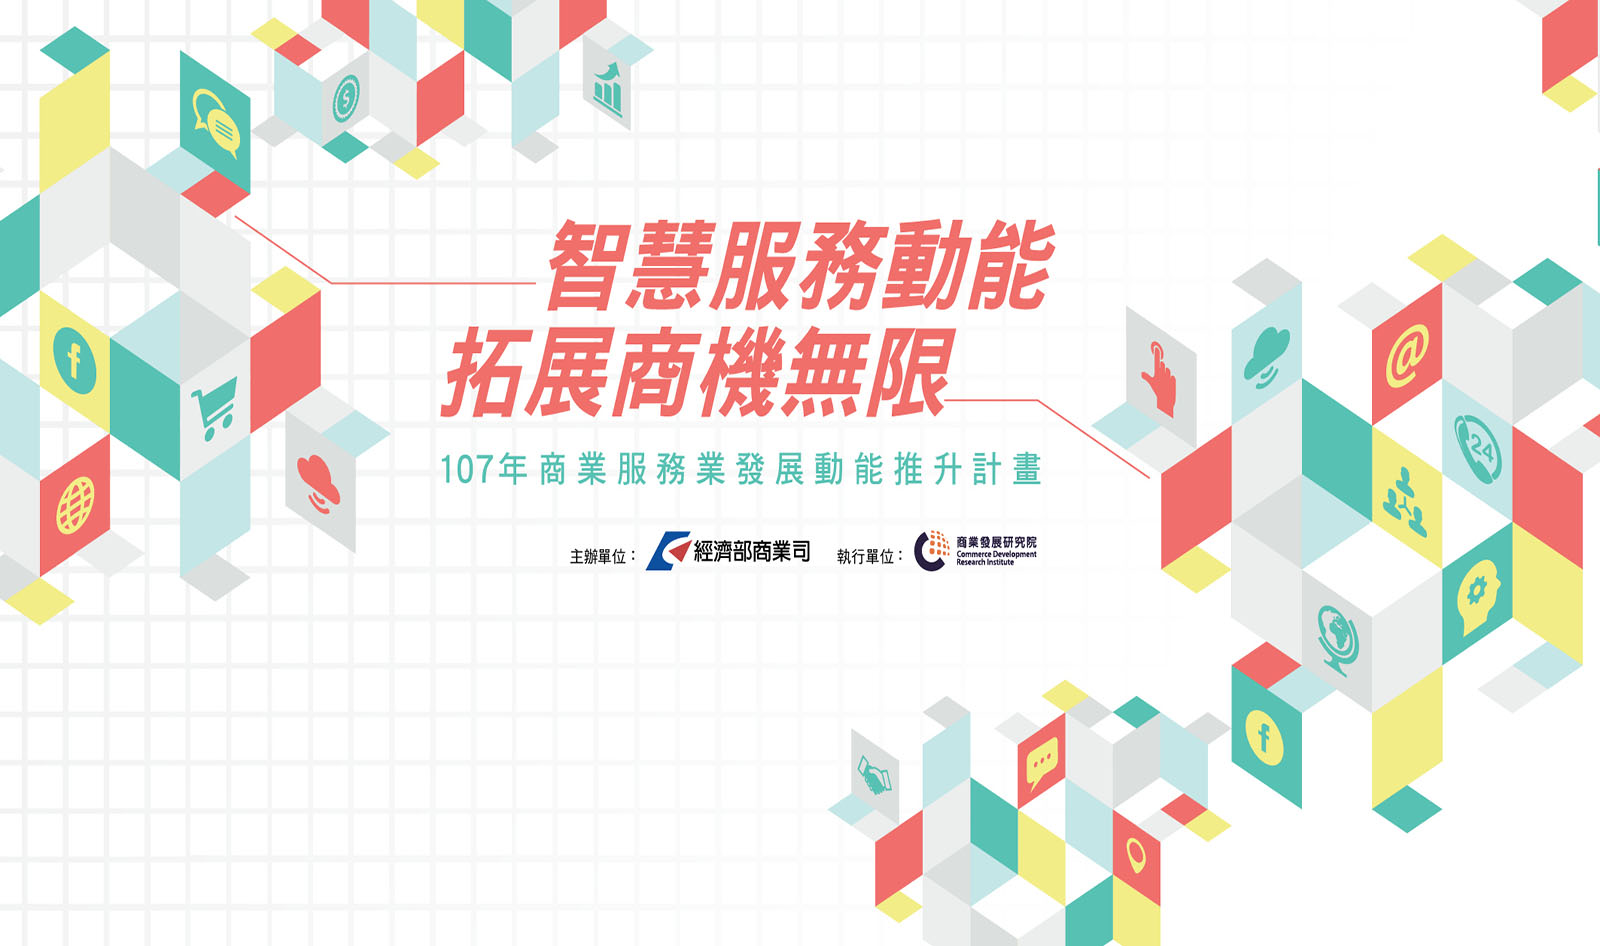 智慧服務動能
拓展商機無限
107年商業服務業發展動能推升計畫
主辦單位： 經濟部商業司 執行單位： 商業發展研究院
Commerce Development
Research Institute
$
f
@
24
f